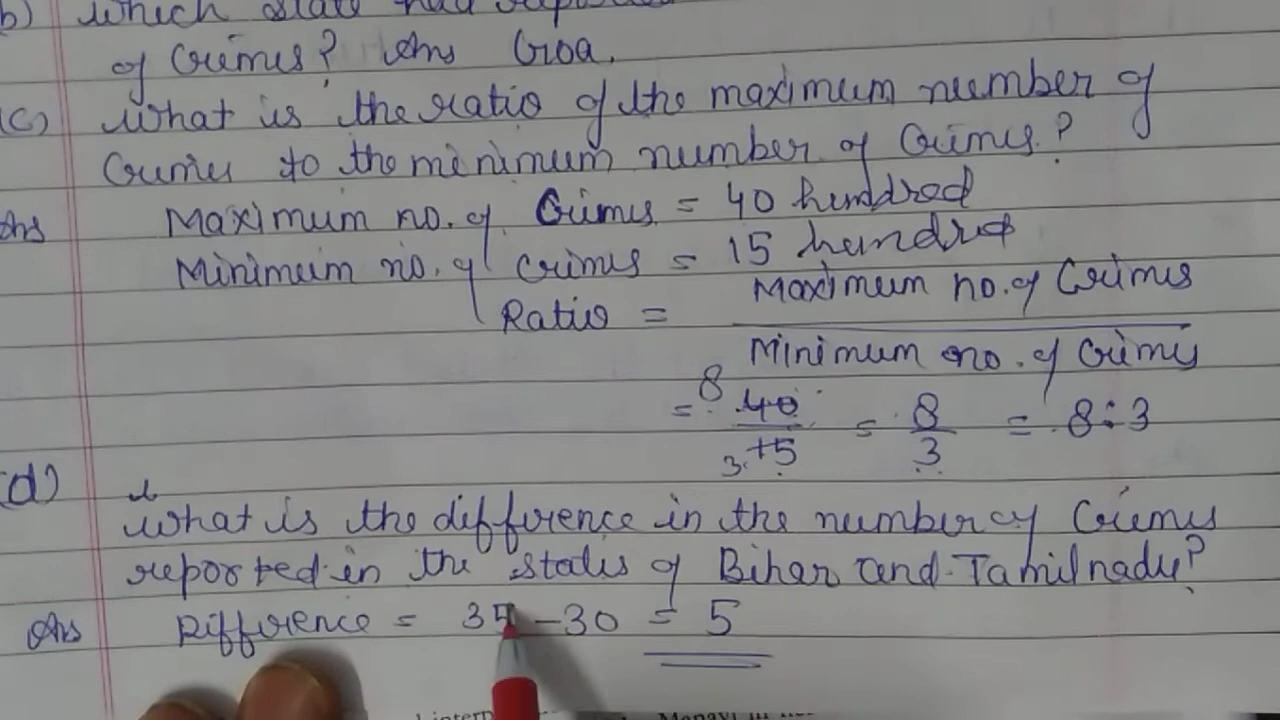 b) which state had
of Crimes? Ans Goa.
(c) What is the ratio of the maximum number of
Crimes to the minimum number of Crimes?
Ans Maximum no. of Crimes = 40 hundred
Minimum no. of Crimes = 15 hundred
Ratio = Maximum no. of Crimes
Minimum no. of Crimes
= 8 40 / 3 15 = 8/3 = 8:3
(d)
What is the difference in the number of Crimes
reported in the states of Bihar and Tamilnadu?
Ans Difference = 35 - 30 = 5